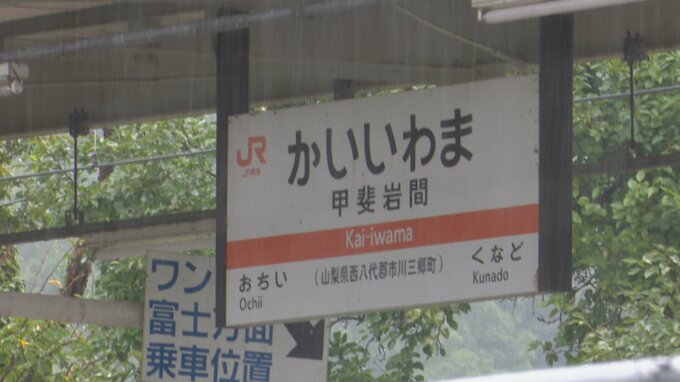 JR
JR東海
かいいわま
甲斐岩間
Kai-iwama
おちい
Ochii
(山梨県西八代郡市川三郷町)
くなど
Kunado
ワン
富士方面
乗車位置